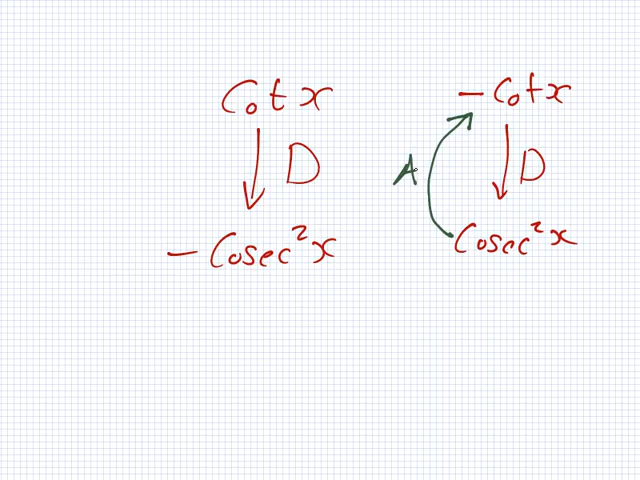 Cot x
D
- Cosec²x
- Cot x
A
D
Cosec²x